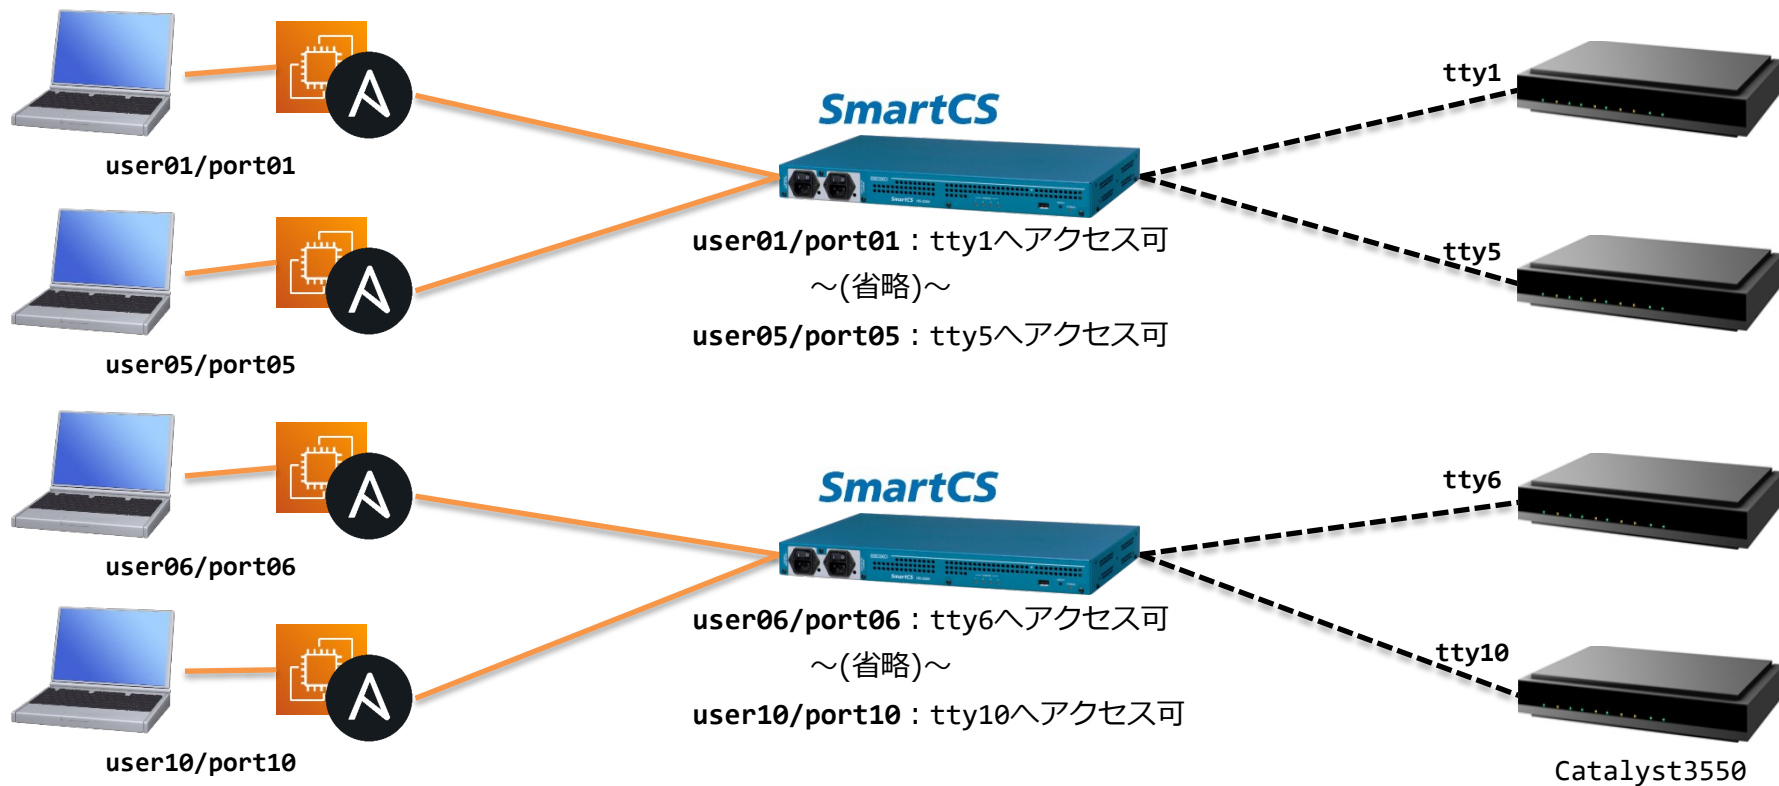 tty1
SmartCS
user01/port01
user01/port01：tty1へアクセス可
～(省略)～
tty5
user05/port05：tty5へアクセス可
user05/port05
SmartCS
tty6
user06/port06
user06/port06：tty6へアクセス可
～(省略)～
tty10
user10/port10：tty10へアクセス可
user10/port10
Catalyst3550